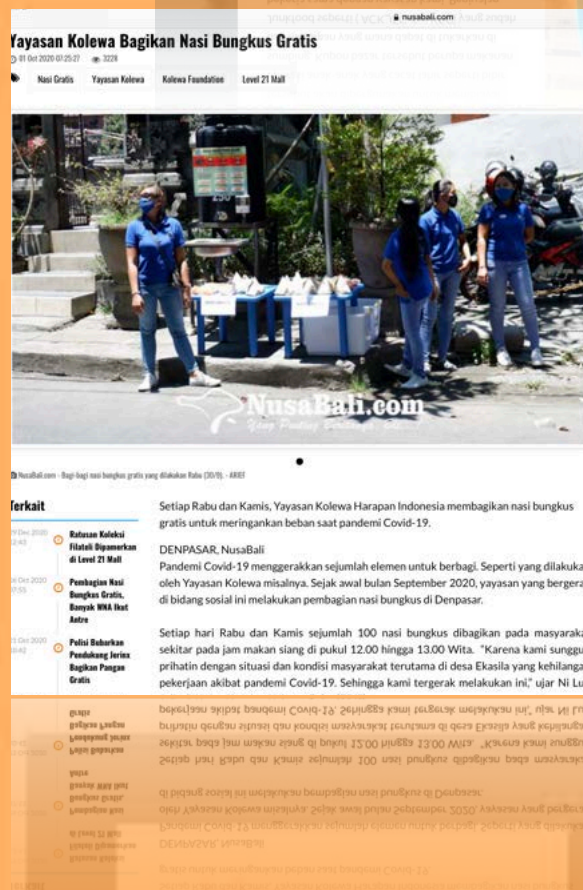 nusabali.com
Yayasan Kolewa Bagikan Nasi Bungkus Gratis
01 Oct 2020 07:25:27 3228
Nasi Gratis Yayasan Kolewa Kolewa Foundation Level 21 Mall
250
NusaBali.com
Yang Penting Beritanya, Bli.
NusaBali.com - Bagi-bagi nasi bungkus gratis yang dilakukan Rabu (30/9). - ARIEF
Terkait
Ratusan Koleksi
Filateli Dipamerkan
di Level 21 Mall
Pembagian Nasi
Bungkus Gratis,
Banyak WNA Ikut
Antre
Polisi Bubarkan
Pendukung Jerinx
Bagikan Pangan
Gratis
Setiap Rabu dan Kamis, Yayasan Kolewa Harapan Indonesia membagikan nasi bungkus
gratis untuk meringankan beban saat pandemi Covid-19.
DENPASAR, NusaBali
Pandemi Covid-19 menggerakkan sejumlah elemen untuk berbagi. Seperti yang dilakuka
oleh Yayasan Kolewa misalnya. Sejak awal bulan September 2020, yayasan yang bergera
di bidang sosial ini melakukan pembagian nasi bungkus di Denpasar.
Setiap hari Rabu dan Kamis sejumlah 100 nasi bungkus dibagikan pada masyaraka
sekitar pada jam makan siang di pukul 12.00 hingga 13.00 Wita. “Karena kami sunggu
prihatin dengan situasi dan kondisi masyarakat terutama di desa Ekasila yang kehilanga
pekerjaan akibat pandemi Covid-19. Sehingga kami tergerak melakukan ini,” ujar Ni Lu